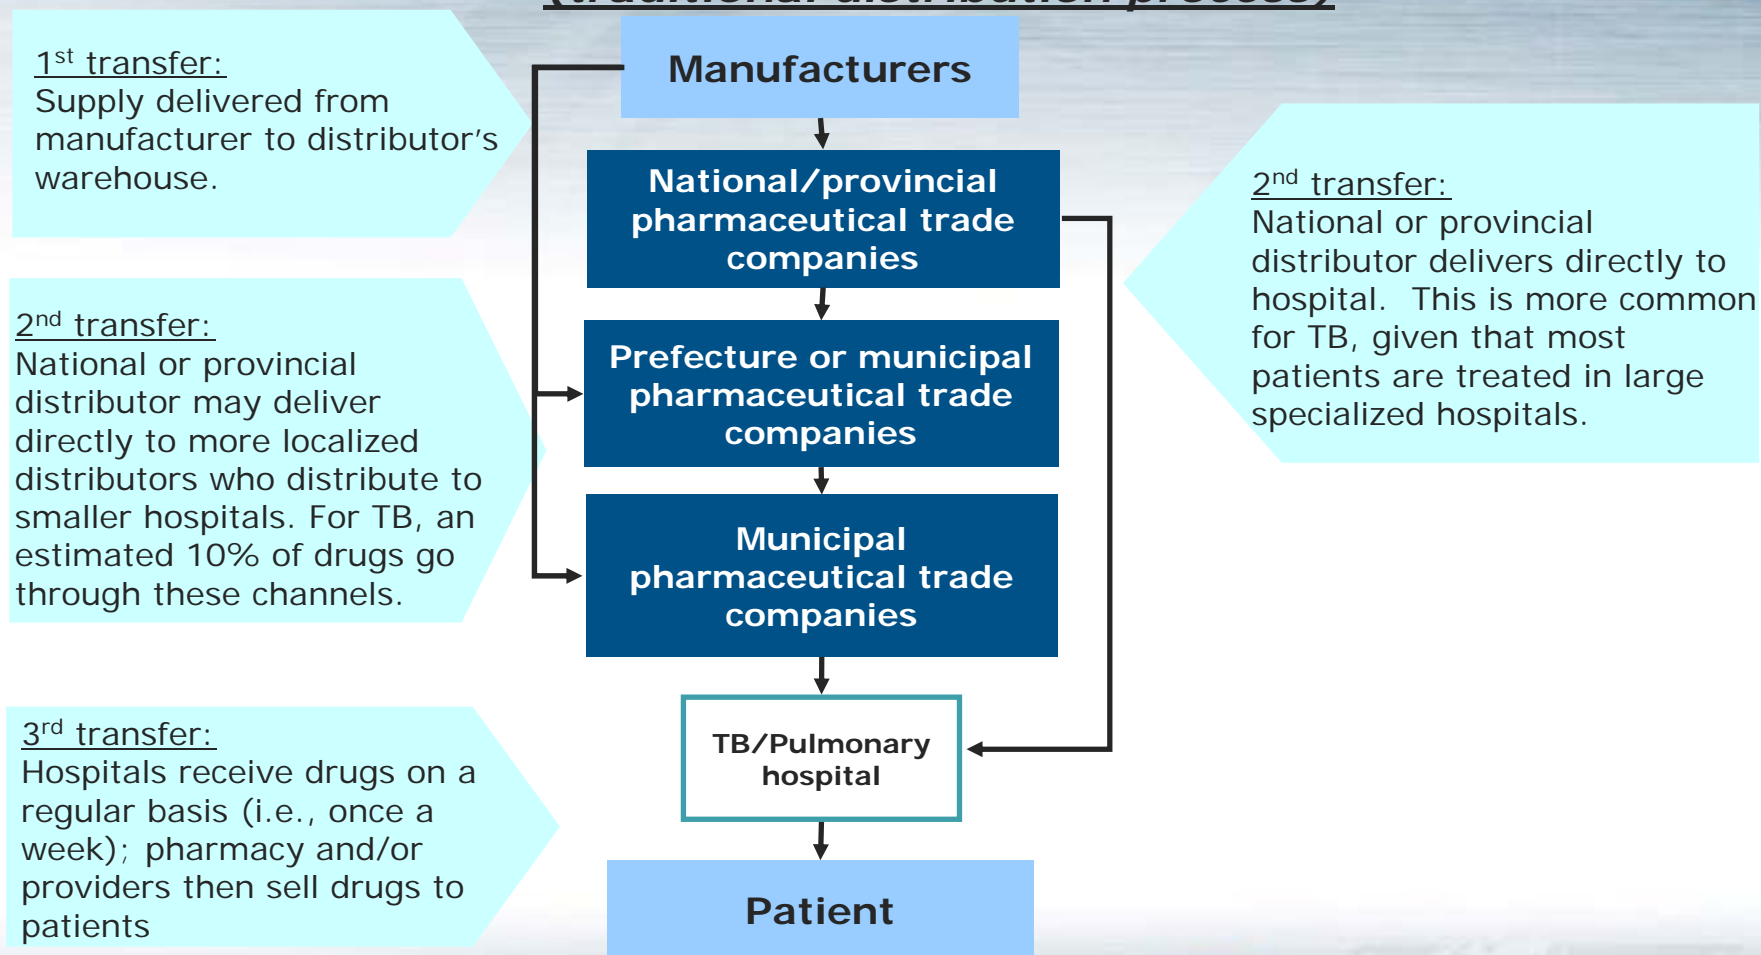 (traditional distribution process)
1st transfer:
Supply delivered from
manufacturer to distributor’s
warehouse.
Manufacturers
National/provincial
pharmaceutical trade
companies
2nd transfer:
National or provincial
distributor delivers directly to
hospital.  This is more common
for TB, given that most
patients are treated in large
specialized hospitals.
2nd transfer:
National or provincial
distributor may deliver
directly to more localized
distributors who distribute to
smaller hospitals. For TB, an
estimated 10% of drugs go
through these channels.
Prefecture or municipal
pharmaceutical trade
companies
Municipal
pharmaceutical trade
companies
3rd transfer:
Hospitals receive drugs on a
regular basis (i.e., once a
week); pharmacy and/or
providers then sell drugs to
patients
TB/Pulmonary
hospital
Patient